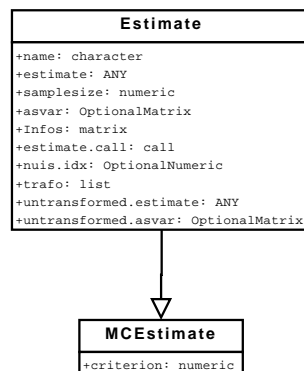 Estimate
+name: character
+estimate: ANY
+samplesize: numeric
+asvar: OptionalMatrix
+Infos: matrix
+estimate.call: call
+nuis.idx: OptionalNumeric
+trafo: list
+untransformed.estimate: ANY
+untransformed.asvar: OptionalMatrix
MCEstimate
+criterion: numeric